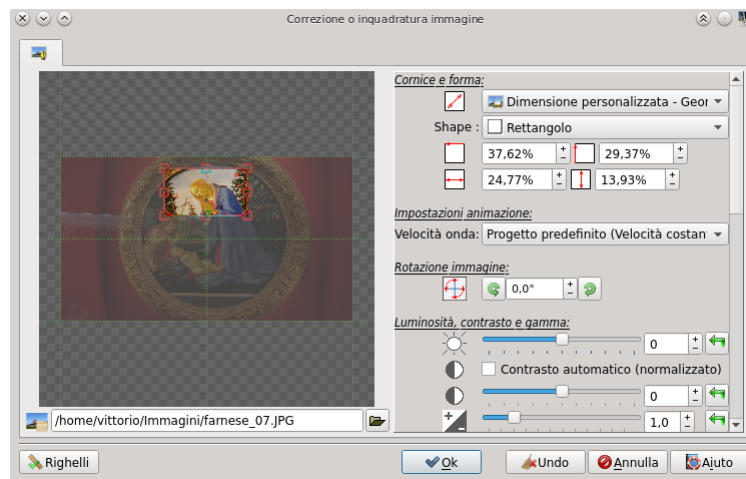 Correzione o inquadratura immagine
Cornice e forma:
Dimensione personalizzata - Geor
Shape : Rettangolo
37,62% 29,37%
24,77% 13,93%
Impostazioni animazione:
Velocità onda: Progetto predefinito (Velocità costan
Rotazione immagine:
0,0°
Luminosità, contrasto e gamma:
0
Contrasto automatico (normalizzato)
0
1,0
/home/vittorio/Immagini/farnese_07.JPG
Righelli Ok Undo Annulla Aiuto